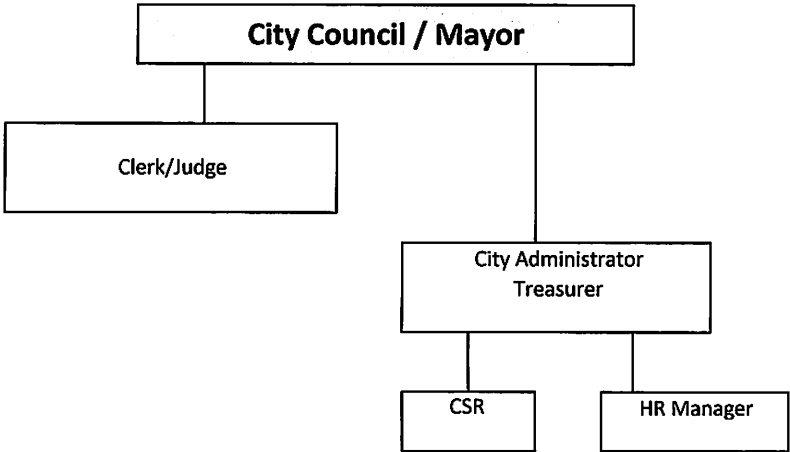 City Council / Mayor
Clerk/Judge
City Administrator
Treasurer
CSR
HR Manager